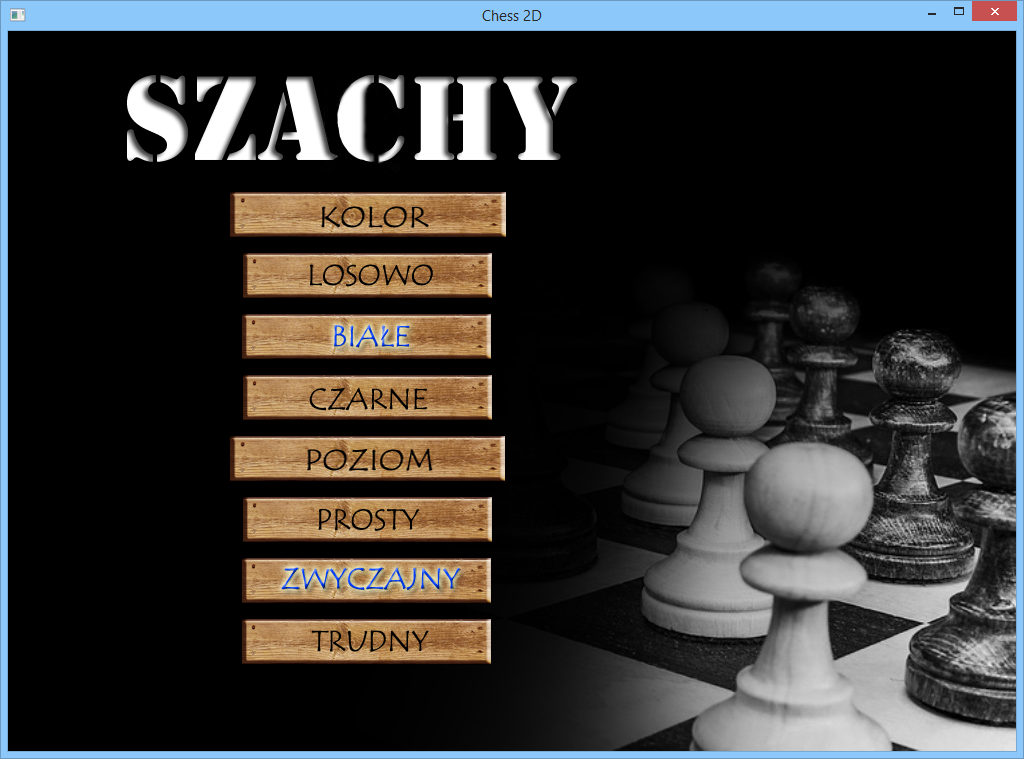 Chess 2D
SZACHY
KOLOR
LOSOWO
BIAŁE
CZARNE
POZIOM
PROSTY
ZWYCZAJNY
TRUDNY